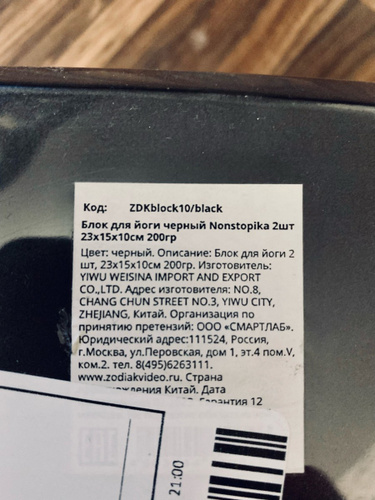 Код: ZDKblock10/black
Блок для йоги черный Nonstopika 2шт
23х15х10см 200гр
Цвет: черный. Описание: Блок для йоги 2
шт, 23х15х10см 200гр. Изготовитель:
YIWU WEISINA IMPORT AND EXPORT
CO.,LTD. Адрес изготовителя: NO.8,
CHANG CHUN STREET NO.3, YIWU CITY,
ZHEJIANG, Китай. Организация по
принятию претензий: ООО «СМАРТЛАБ».
Юридический адрес:111524, Россия,
г.Москва, ул.Перовская, дом 1, эт.4 пом.V,
ком.2. тел. 8(495)6263111.
www.zodiakvideo.ru. Страна
Китай. Дата
Гарантия 12
21:00